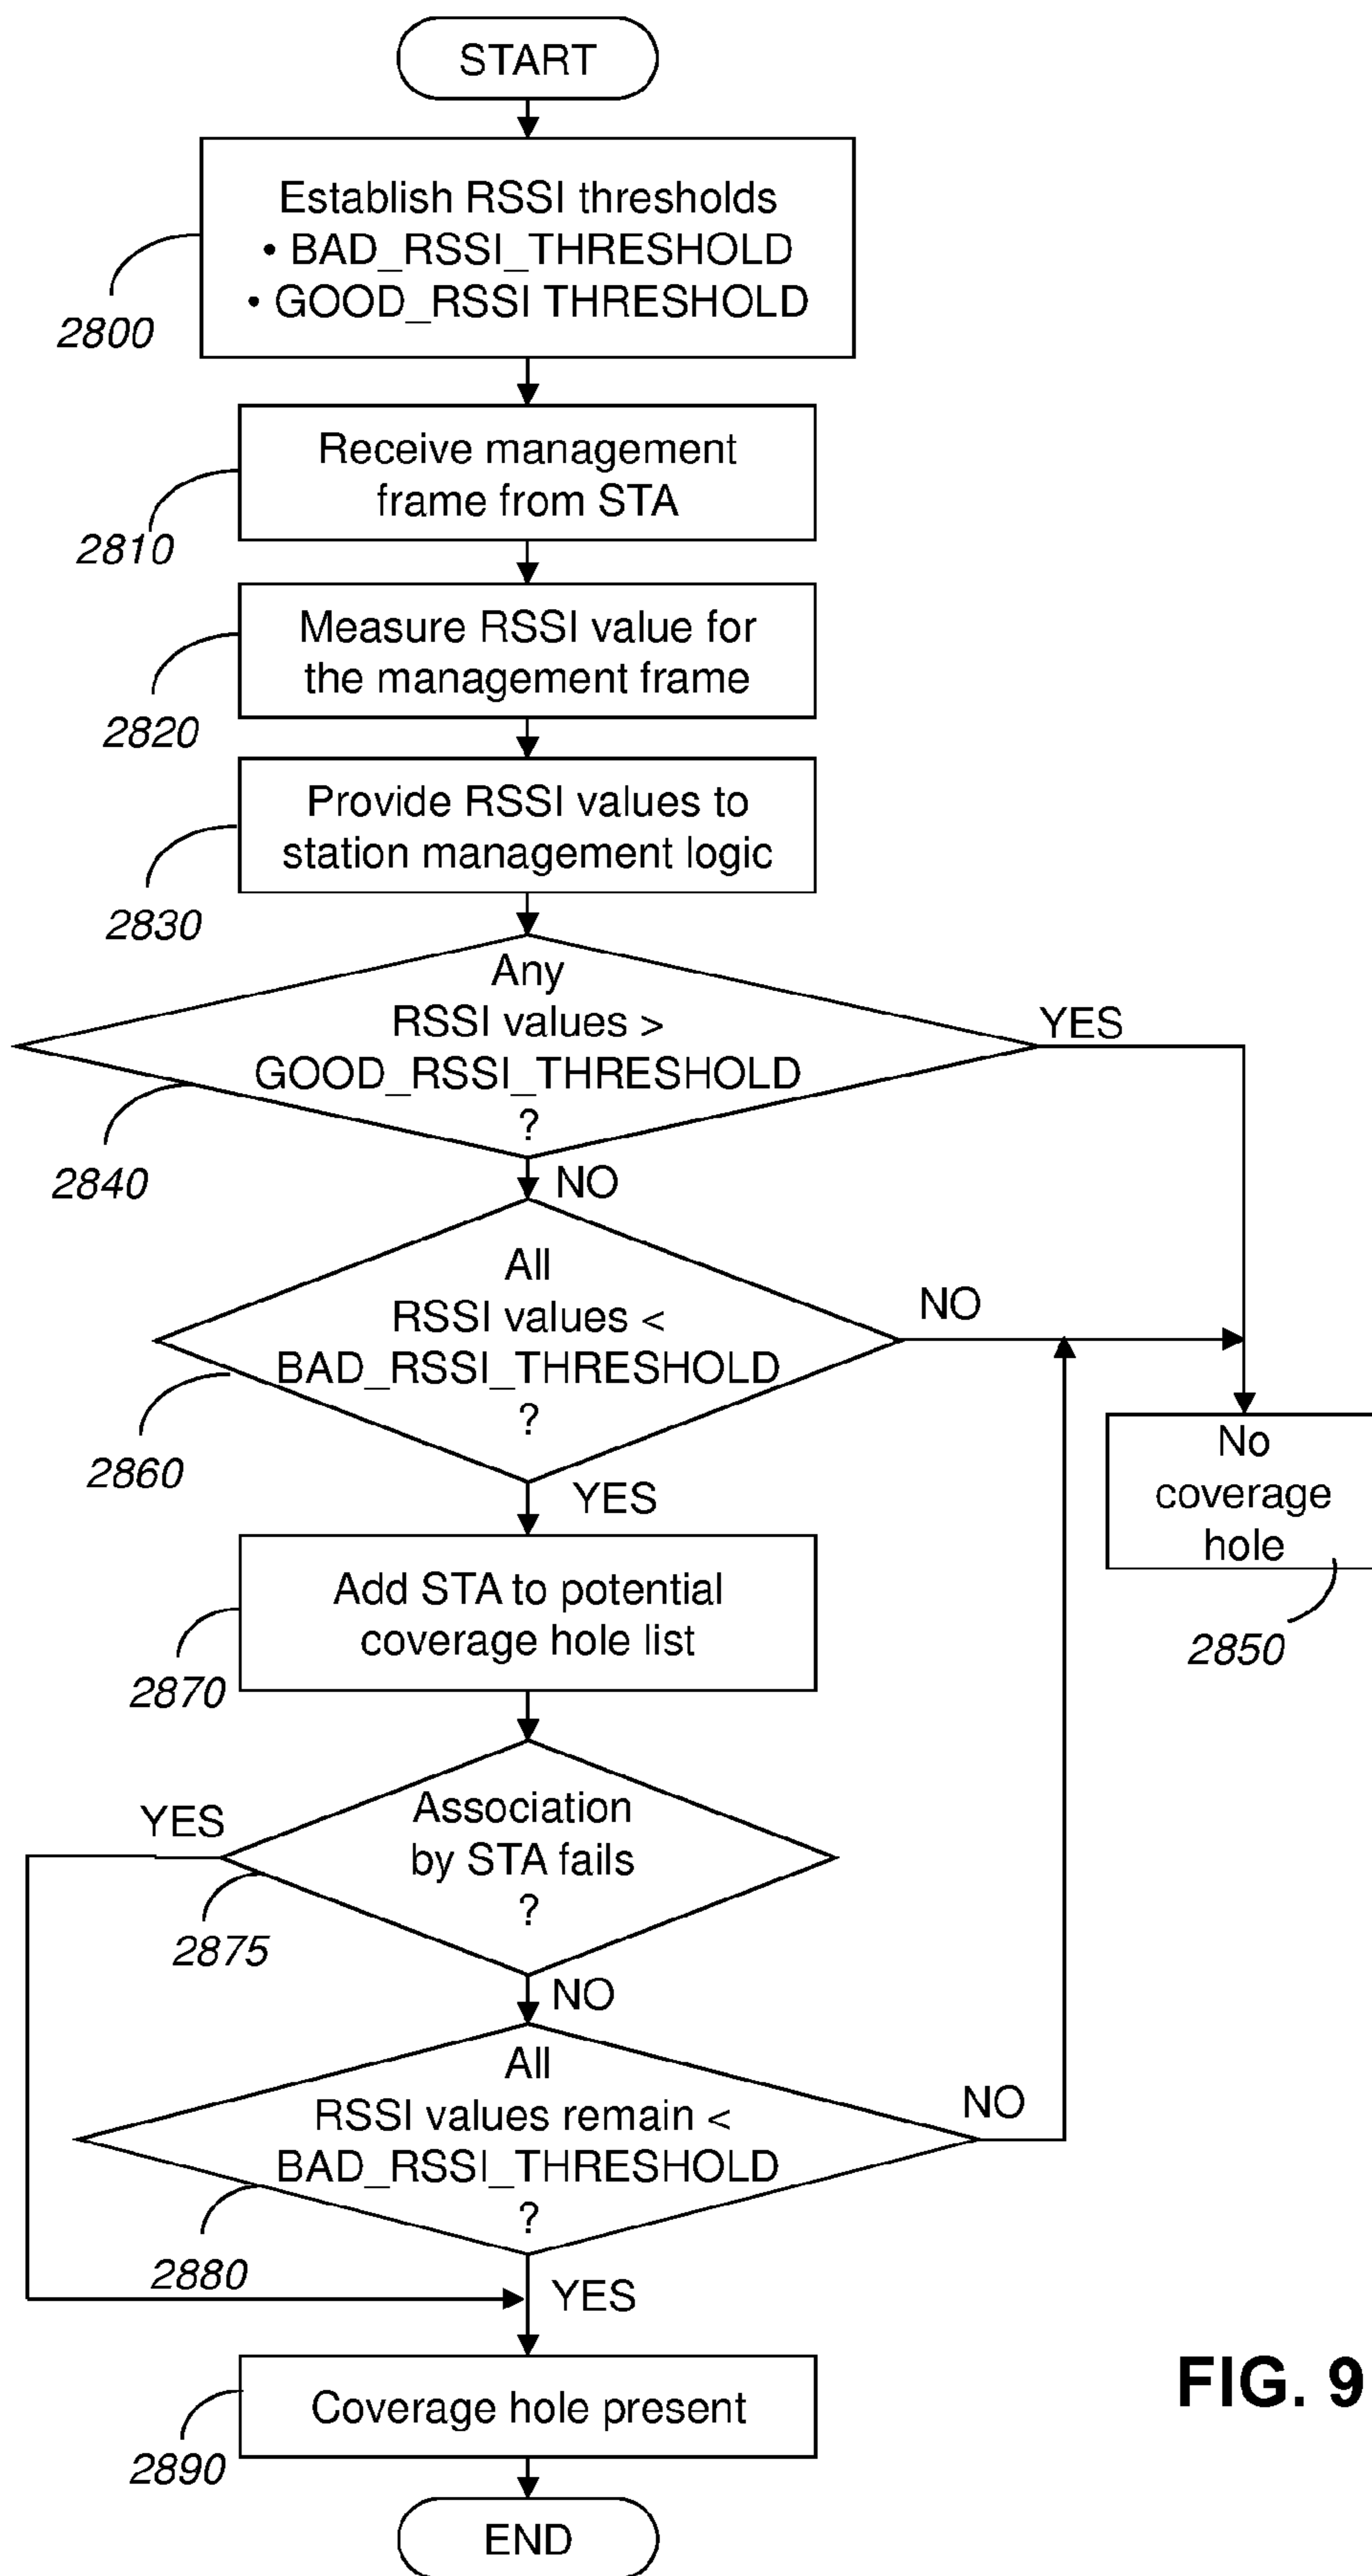 START
Establish RSSI thresholds
• BAD_RSSI_THRESHOLD
• GOOD_RSSI THRESHOLD
2800
Receive management
frame from STA
2810
Measure RSSI value for
the management frame
2820
Provide RSSI values to
station management logic
2830
Any
RSSI values >
GOOD_RSSI_THRESHOLD
?
YES
2840
NO
All
RSSI values <
BAD_RSSI_THRESHOLD
?
NO
2860
YES
No
coverage
hole
2850
Add STA to potential
coverage hole list
2870
Association
by STA fails
?
YES
2875
NO
All
RSSI values remain <
BAD_RSSI_THRESHOLD
?
NO
2880
YES
Coverage hole present
2890
END
FIG. 9